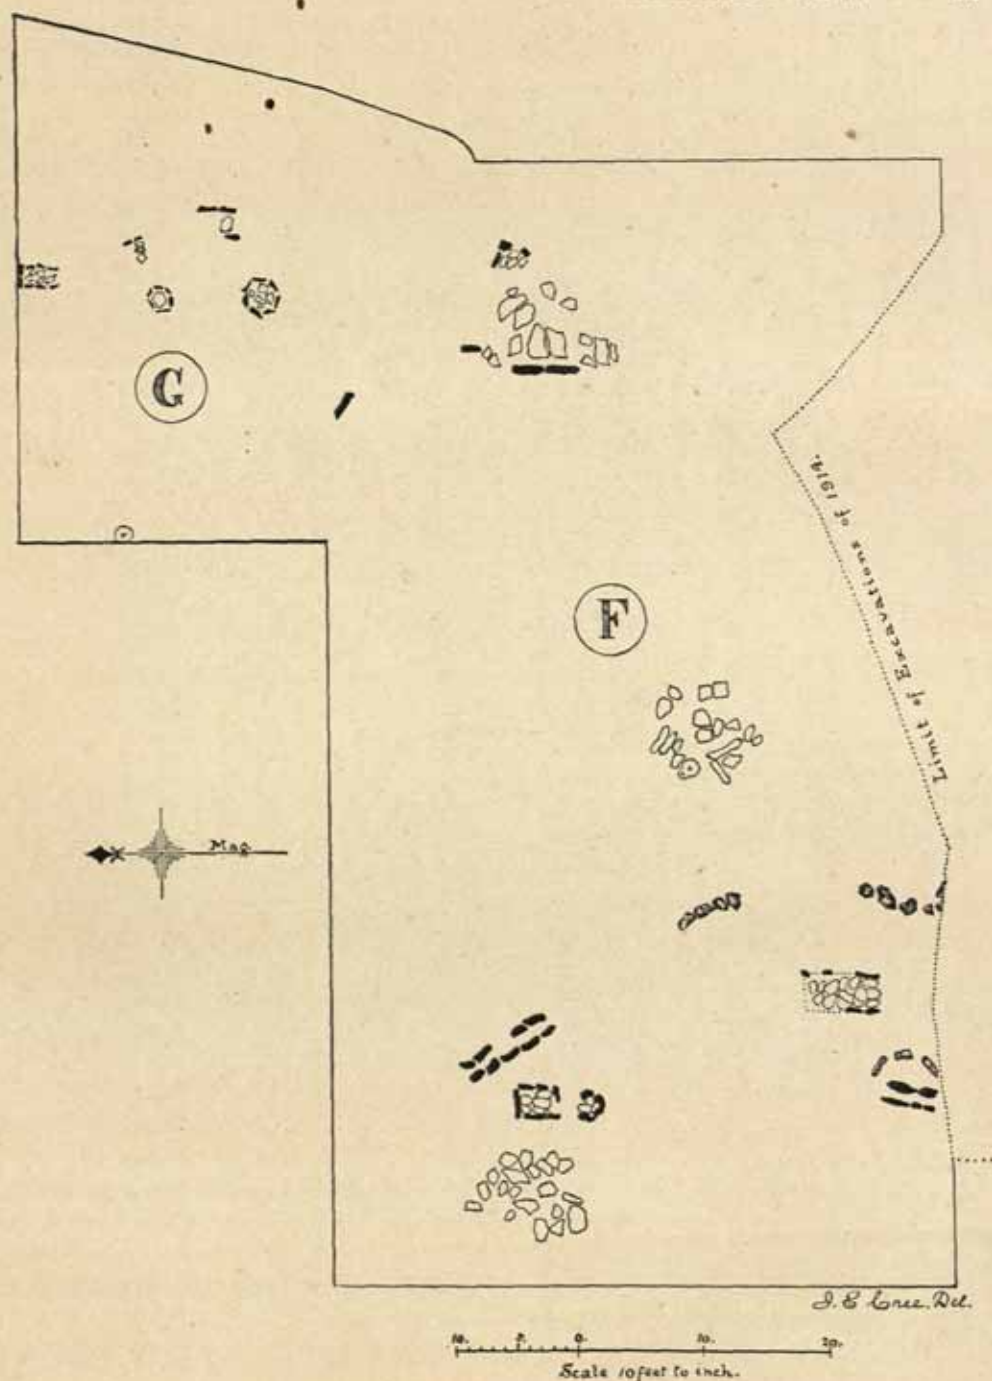 G
Limit of Excavations of 1914.
F
Mag
J. E Cree. Del.
10. 5. 0. 10. 20.
Scale 10 feet to inch.